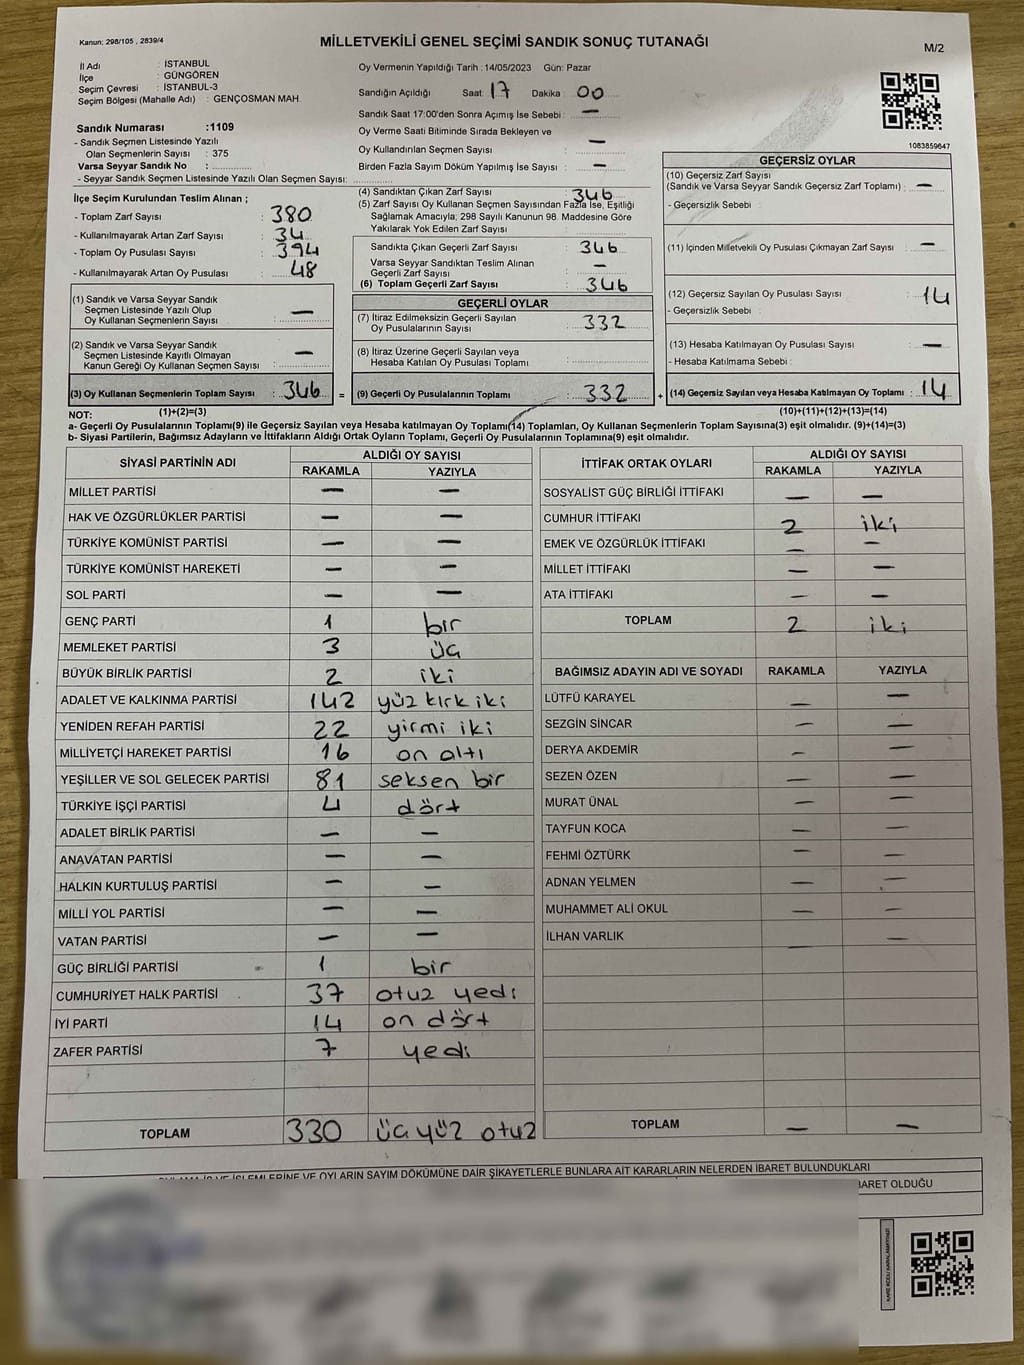 Kanun: 298/105 , 2839/4
MİLLETVEKİLİ GENEL SEÇİMİ SANDIK SONUÇ TUTANAĞI
M/2
İl Adı : İSTANBUL
İlçe : GÜNGÖREN
Seçim Çevresi : İSTANBUL-3
Seçim Bölgesi (Mahalle Adı) : GENÇOSMAN MAH.
Oy Vermenin Yapıldığı Tarih :14/05/2023 Gün: Pazar
Sandığın Açıldığı Saat: 17 Dakika : 00
Sandık Saat 17:00'den Sonra Açımış İse Sebebi : —
Oy Verme Saati Bitiminde Sırada Bekleyen ve
Oy Kullandırılan Seçmen Sayısı : —
Birden Fazla Sayım Döküm Yapılmış İse Sayısı : —
1083859647
Sandık Numarası :1109
- Sandık Seçmen Listesinde Yazılı
Olan Seçmenlerin Sayısı : 375
Varsa Seyyar Sandık No :
- Seyyar Sandık Seçmen Listesinde Yazılı Olan Seçmen Sayısı:
İlçe Seçim Kurulundan Teslim Alınan ;
- Toplam Zarf Sayısı : 380
- Kullanılmayarak Artan Zarf Sayısı : 34
- Toplam Oy Pusulası Sayısı : 394
- Kullanılmayarak Artan Oy Pusulası : 48
(1) Sandık ve Varsa Seyyar Sandık
Seçmen Listesinde Yazılı Olup
Oy Kullanan Seçmenlerin Sayısı : —
(2) Sandık ve Varsa Seyyar Sandık
Seçmen Listesinde Kayıtlı Olmayan
Kanun Gereği Oy Kullanan Seçmen Sayısı : —
(3) Oy Kullanan Seçmenlerin Toplam Sayısı : 346 =
(4) Sandıktan Çıkan Zarf Sayısı : 346
(5) Zarf Sayısı Oy Kullanan Seçmen Sayısından Fazla İse, Eşitliği
Sağlamak Amacıyla; 298 Sayılı Kanunun 98. Maddesine Göre
Yakılarak Yok Edilen Zarf Sayısı :
Sandıkta Çıkan Geçerli Zarf Sayısı : 346
Varsa Seyyar Sandıktan Teslim Alınan
Geçerli Zarf Sayısı : —
(6) Toplam Geçerli Zarf Sayısı : 346
GEÇERLİ OYLAR
(7) İtiraz Edilmeksizin Geçerli Sayılan
Oy Pusulalarının Sayısı : 332
(8) İtiraz Üzerine Geçerli Sayılan veya
Hesaba Katılan Oy Pusulası Toplamı :
(9) Geçerli Oy Pusulalarının Toplamı : 332 +
GEÇERSİZ OYLAR
(10) Geçersiz Zarf Sayısı
(Sandık ve Varsa Seyyar Sandık Geçersiz Zarf Toplamı) : —
- Geçersizlik Sebebi :
(11) İçinden Milletvekili Oy Pusulası Çıkmayan Zarf Sayısı : —
(12) Geçersiz Sayılan Oy Pusulası Sayısı : 14
- Geçersizlik Sebebi :
(13) Hesaba Katılmayan Oy Pusulası Sayısı : —
- Hesaba Katılmama Sebebi :
(14) Geçersiz Sayılan veya Hesaba Katılmayan Oy Toplamı : 14
NOT: (1)+(2)=(3) (10)+(11)+(12)+(13)=(14)
a- Geçerli Oy Pusulalarının Toplamı(9) ile Geçersiz Sayılan veya Hesaba katılmayan Oy Toplamı(14) Toplamları, Oy Kullanan Seçmenlerin Toplam Sayısına(3) eşit olmalıdır. (9)+(14)=(3)
b- Siyasi Partilerin, Bağımsız Adayların ve İttifakların Aldığı Ortak Oyların Toplamı, Geçerli Oy Pusulalarının Toplamına(9) eşit olmalıdır.
SİYASİ PARTİNİN ADI ALDIĞI OY SAYISI
RAKAMLA YAZIYLA
MİLLET PARTİSİ — —
HAK VE ÖZGÜRLÜKLER PARTİSİ — —
TÜRKİYE KOMÜNİST PARTİSİ — —
TÜRKİYE KOMÜNİST HAREKETİ — —
SOL PARTİ — —
GENÇ PARTİ 1 bir
MEMLEKET PARTİSİ 3 üç
BÜYÜK BİRLİK PARTİSİ 2 iki
ADALET VE KALKINMA PARTİSİ 142 yüz kırk iki
YENİDEN REFAH PARTİSİ 22 yirmi iki
MİLLİYETÇİ HAREKET PARTİSİ 16 on altı
YEŞİLLER VE SOL GELECEK PARTİSİ 81 seksen bir
TÜRKİYE İŞÇİ PARTİSİ 4 dört
ADALET BİRLİK PARTİSİ — —
ANAVATAN PARTİSİ — —
HALKIN KURTULUŞ PARTİSİ — —
MİLLİ YOL PARTİSİ — —
VATAN PARTİSİ — —
GÜÇ BİRLİĞİ PARTİSİ 1 bir
CUMHURİYET HALK PARTİSİ 37 otuz yedi
İYİ PARTİ 14 on dört
ZAFER PARTİSİ 7 yedi
TOPLAM 330 üç yüz otuz
İTTİFAK ORTAK OYLARI ALDIĞI OY SAYISI
RAKAMLA YAZIYLA
SOSYALİST GÜÇ BİRLİĞİ İTTİFAKI — —
CUMHUR İTTİFAKI 2 iki
EMEK VE ÖZGÜRLÜK İTTİFAKI — —
MİLLET İTTİFAKI — —
ATA İTTİFAKI — —
TOPLAM 2 iki
BAĞIMSIZ ADAYIN ADI VE SOYADI RAKAMLA YAZIYLA
LÜTFÜ KARAYEL — —
SEZGİN SİNCAR — —
DERYA AKDEMİR — —
SEZEN ÖZEN — —
MURAT ÜNAL — —
TAYFUN KOCA — —
FEHMİ ÖZTÜRK — —
ADNAN YELMEN — —
MUHAMMET ALİ OKUL — —
İLHAN VARLIK — —
TOPLAM — —
İŞLEMLERİNE VE OYLARIN SAYIM DÖKÜMÜNE DAİR ŞİKAYETLERLE BUNLARA AİT KARARLARIN NELERDEN İBARET BULUNDUKLARI
İBARET OLDUĞU
KARE KODU KARALAMAYINIZ!